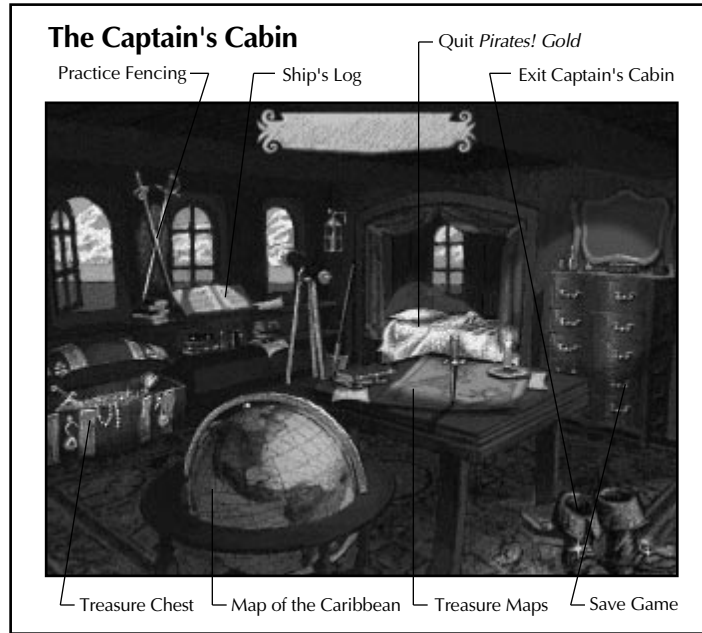 The Captain's Cabin
Quit Pirates! Gold
Practice Fencing
Ship's Log
Exit Captain's Cabin
Treasure Chest
Map of the Caribbean
Treasure Maps
Save Game